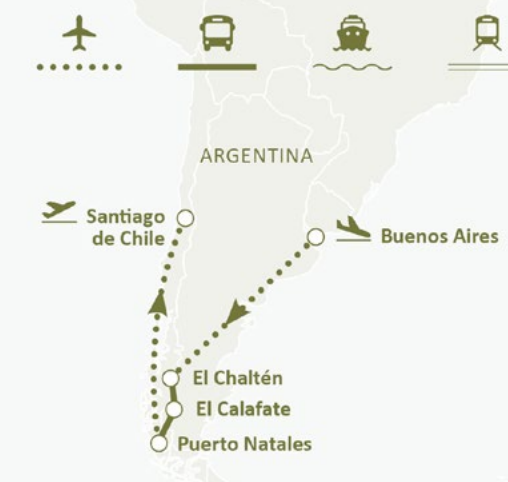 ARGENTINA
Santiago
de Chile
Buenos Aires
El Chaltén
El Calafate
Puerto Natales